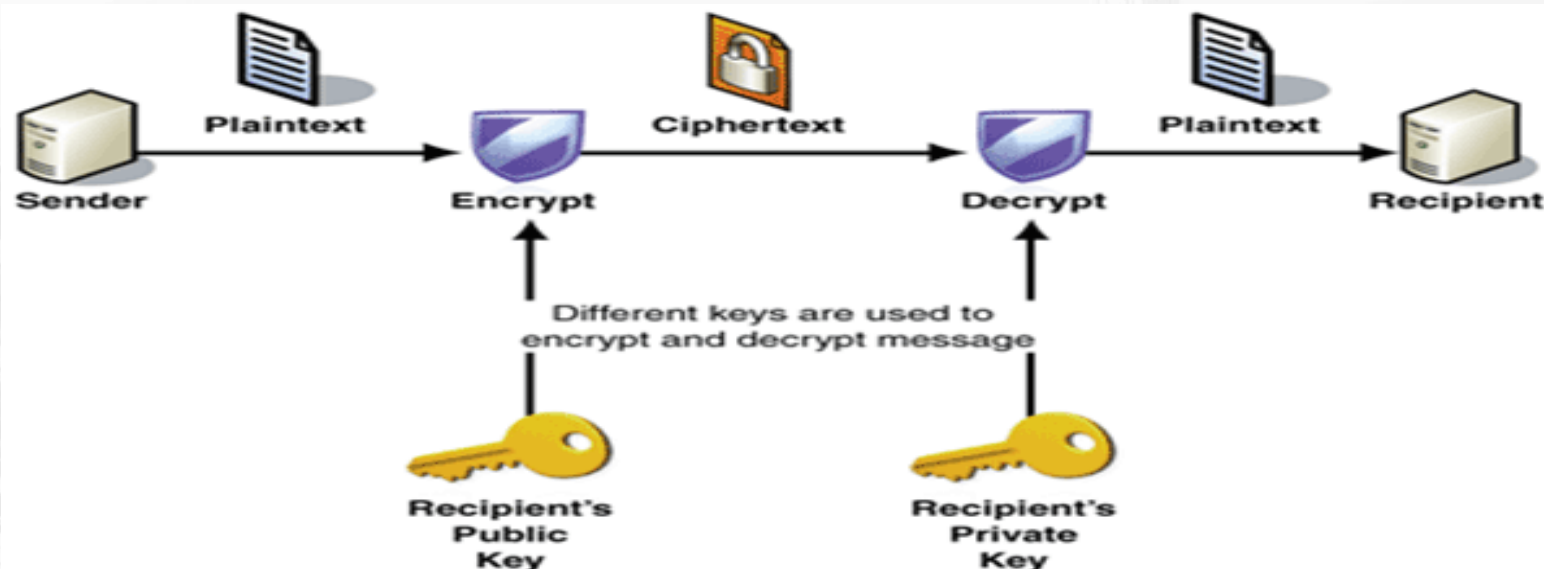 Plaintext
Ciphertext
Plaintext
Sender
Encrypt
Decrypt
Recipient
Different keys are used to
encrypt and decrypt message
Recipient's
Public
Key
Recipient's
Private
Key